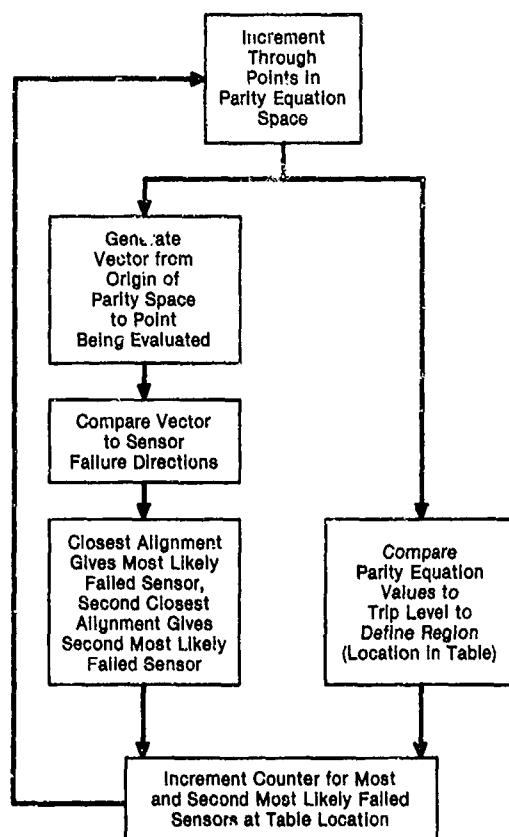 Increment
Through
Points in
Parity Equation
Space
Generate
Vector from
Origin of
Parity Space
to Point
Being Evaluated
Compare Vector
to Sensor
Failure Directions
Closest Alignment
Gives Most Likely
Failed Sensor,
Second Closest
Alignment Gives
Second Most Likely
Failed Sensor
Compare
Parity Equation
Values to
Trip Level to
Define Region
(Location in Table)
Increment Counter for Most
and Second Most Likely Failed
Sensors at Table Location